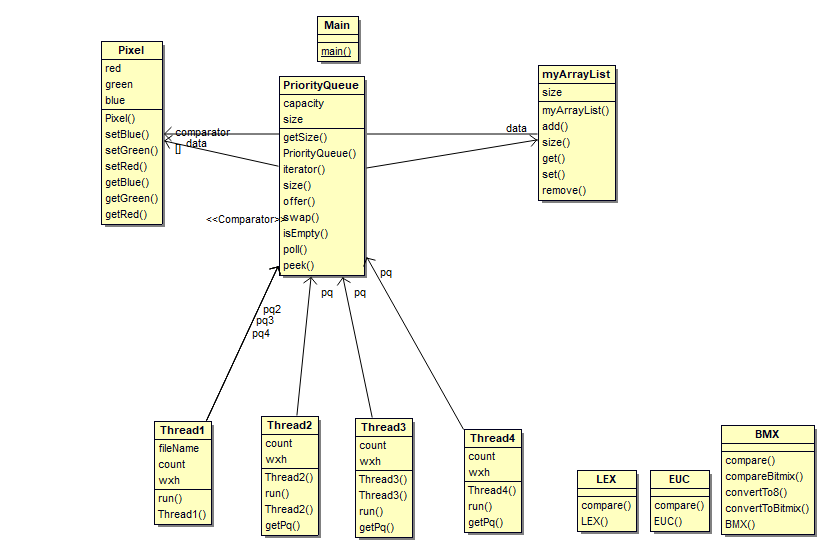 Main
main()
Pixel
red
green
blue
Pixel()
setBlue()
setGreen()
setRed()
getBlue()
getGreen()
getRed()
PriorityQueue
capacity
size
getSize()
PriorityQueue()
iterator()
size()
offer()
swap()
isEmpty()
poll()
peek()
myArrayList
size
myArrayList()
add()
size()
get()
set()
remove()
comparator
data
[]
data
<<Comparator>>
pq2
pq3
pq4
pq
pq
pq
Thread1
fileName
count
wxh
run()
Thread1()
Thread2
count
wxh
Thread2()
run()
Thread2()
getPq()
Thread3
count
wxh
Thread3()
Thread3()
run()
getPq()
Thread4
count
wxh
Thread4()
run()
getPq()
LEX
compare()
LEX()
EUC
compare()
EUC()
BMX
compare()
compareBitmix()
convertTo8()
convertToBitmix()
BMX()